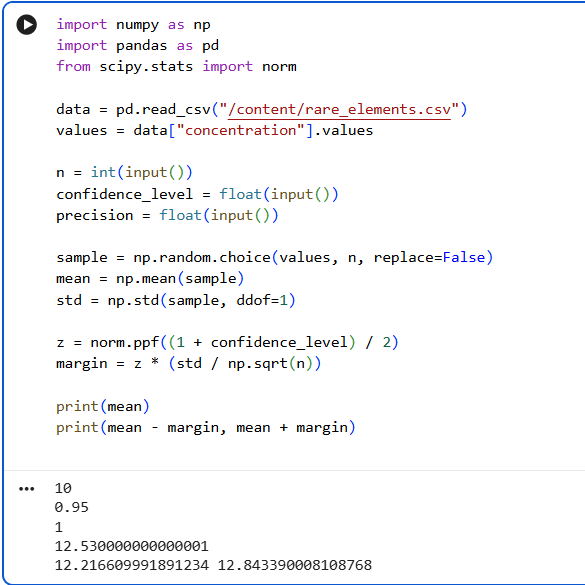 import numpy as np
import pandas as pd
from scipy.stats import norm
data = pd.read_csv("/content/rare_elements.csv")
values = data["concentration"].values
n = int(input())
confidence_level = float(input())
precision = float(input())
sample = np.random.choice(values, n, replace=False)
mean = np.mean(sample)
std = np.std(sample, ddof=1)
z = norm.ppf((1 + confidence_level) / 2)
margin = z * (std / np.sqrt(n))
print(mean)
print(mean - margin, mean + margin)
10
0.95
1
12.530000000000001
12.216609991891234 12.843390008108768